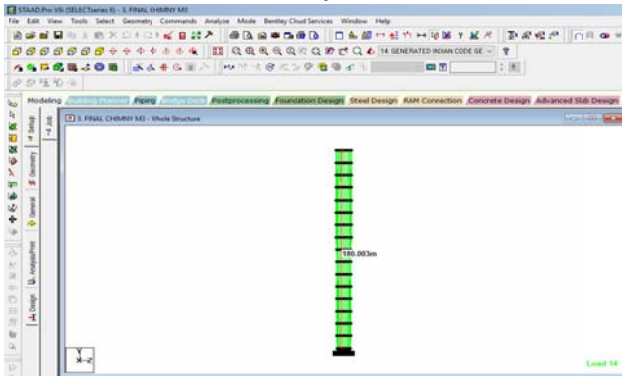 STAAD.Pro V8i (SELECTseries 6) - 3. FINAL CHIMNY M3
File Edit View Tools Select Geometry Commands Analyze Mode Bentley Cloud Services Window Help
14: GENERATED INDIAN CODE GE
Modeling Building Planner Piping Bridge Deck Postprocessing Foundation Design Steel Design RAM Connection Concrete Design Advanced Slab Design
3. FINAL CHIMNY M3 - Whole Structure
Setup
Job
Geometry
General
Analysis/Print
Design
180.003m
Y
X
Z
Load 14